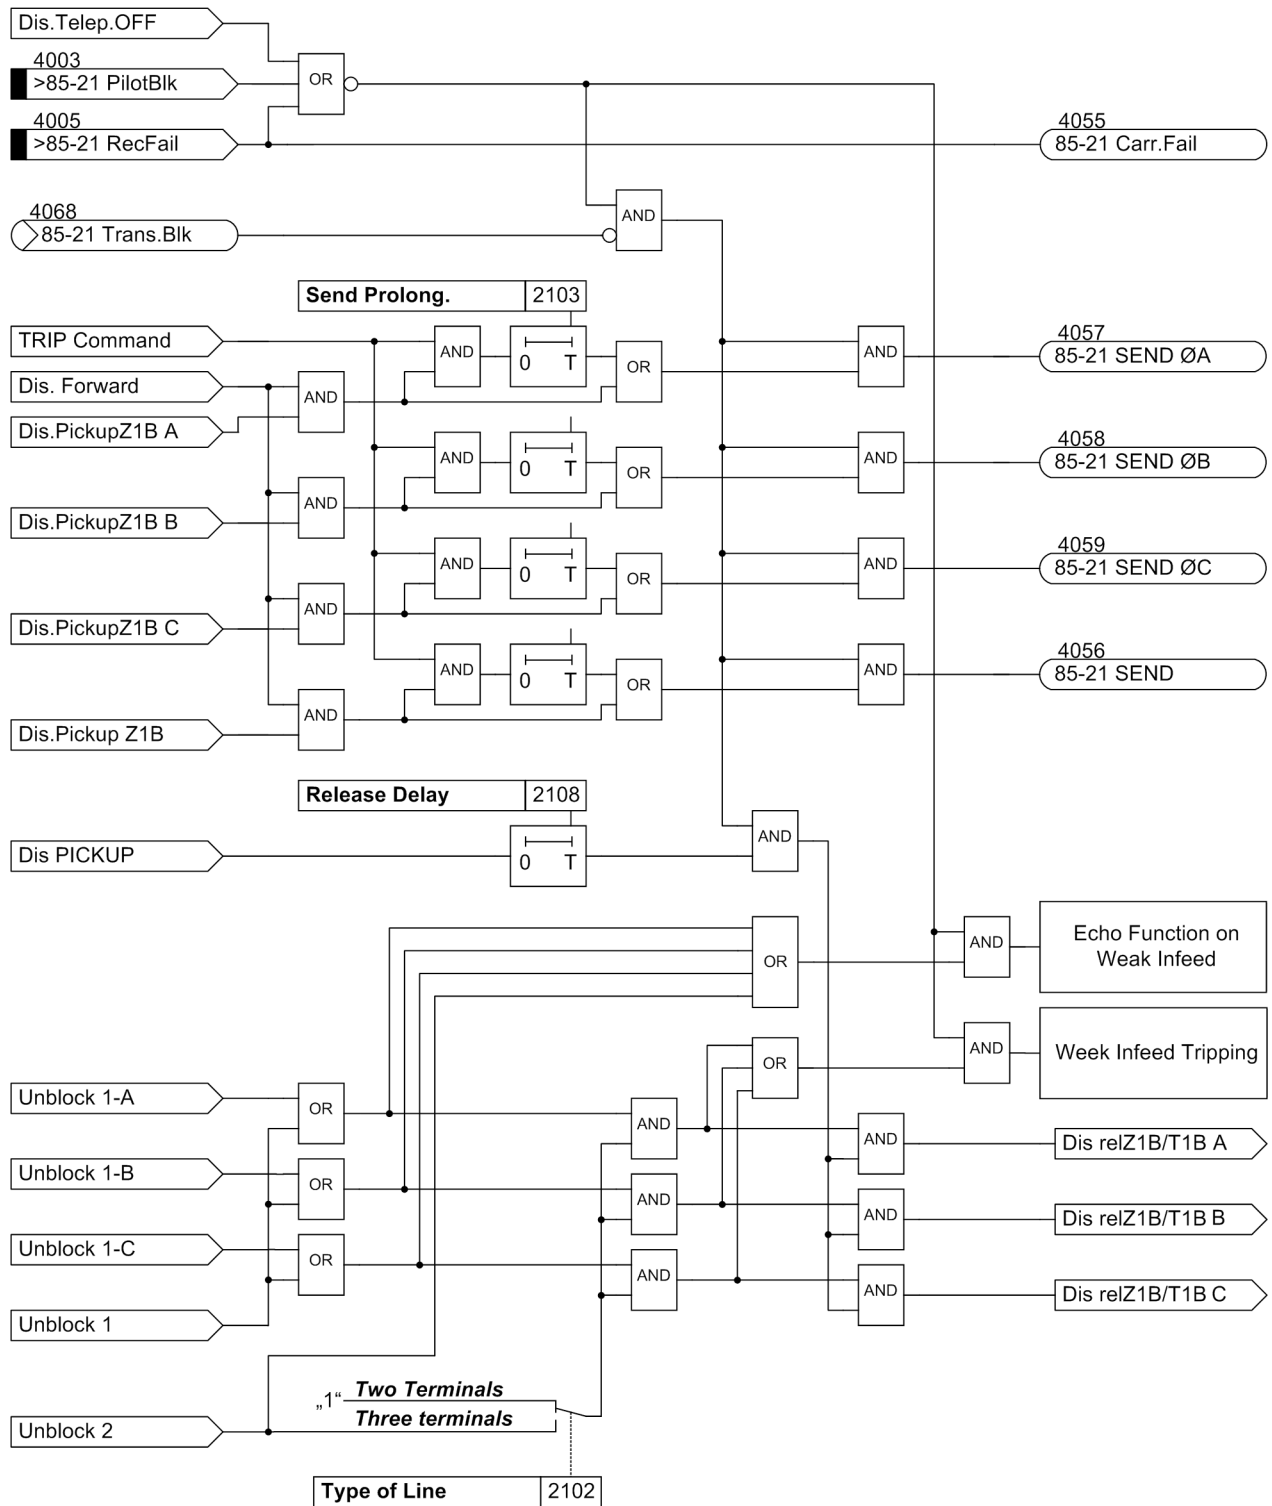 Dis.Telep.OFF
4003
>85-21 PilotBlk
OR
4005
>85-21 RecFail
4055
85-21 Carr.Fail
4068
85-21 Trans.Blk
AND
Send Prolong. 2103
TRIP Command
AND
0 T
OR
AND
4057
85-21 SEND ØA
Dis. Forward
AND
Dis.PickupZ1B A
AND
0 T
OR
AND
4058
85-21 SEND ØB
AND
Dis.PickupZ1B B
AND
0 T
OR
AND
4059
85-21 SEND ØC
AND
Dis.PickupZ1B C
AND
0 T
OR
AND
4056
85-21 SEND
AND
Dis.Pickup Z1B
Release Delay 2108
Dis PICKUP
0 T
AND
OR
AND
Echo Function on
Weak Infeed
OR
AND
Week Infeed Tripping
Unblock 1-A
OR
AND
AND
Dis relZ1B/T1B A
Unblock 1-B
OR
AND
AND
Dis relZ1B/T1B B
Unblock 1-C
OR
AND
AND
Dis relZ1B/T1B C
Unblock 1
„1“ Two Terminals
Three terminals
Unblock 2
Type of Line 2102